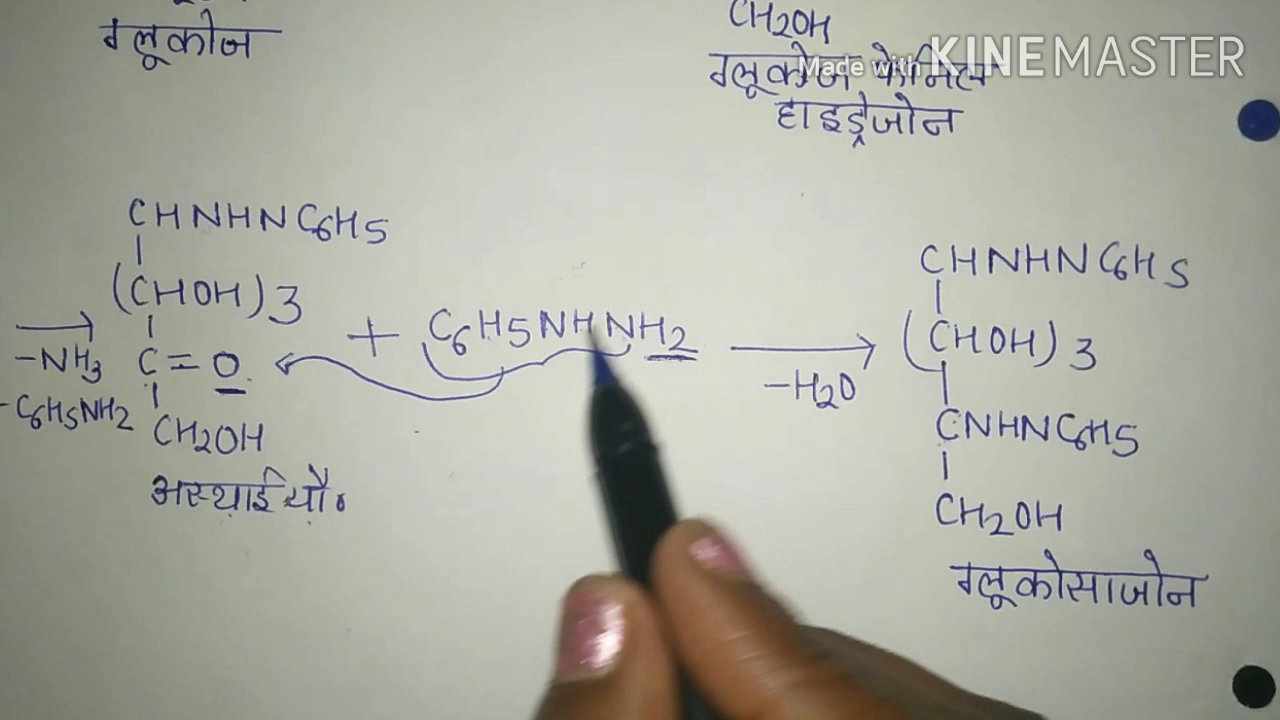 ग्लूकोज
CH2OH
ग्लूकोज फेनिल
हाइड्रेजोन
Made with KINEMASTER
CHNHNC6H5
(CHOH)3
C=O
CH2OH
अस्थाई यौ०
→
-NH3
-C6H5NH2
+ C6H5NHNH2
→
-H2O
CHNHNC6H5
(CHOH)3
CNHNC6H5
CH2OH
ग्लूकोसाजोन